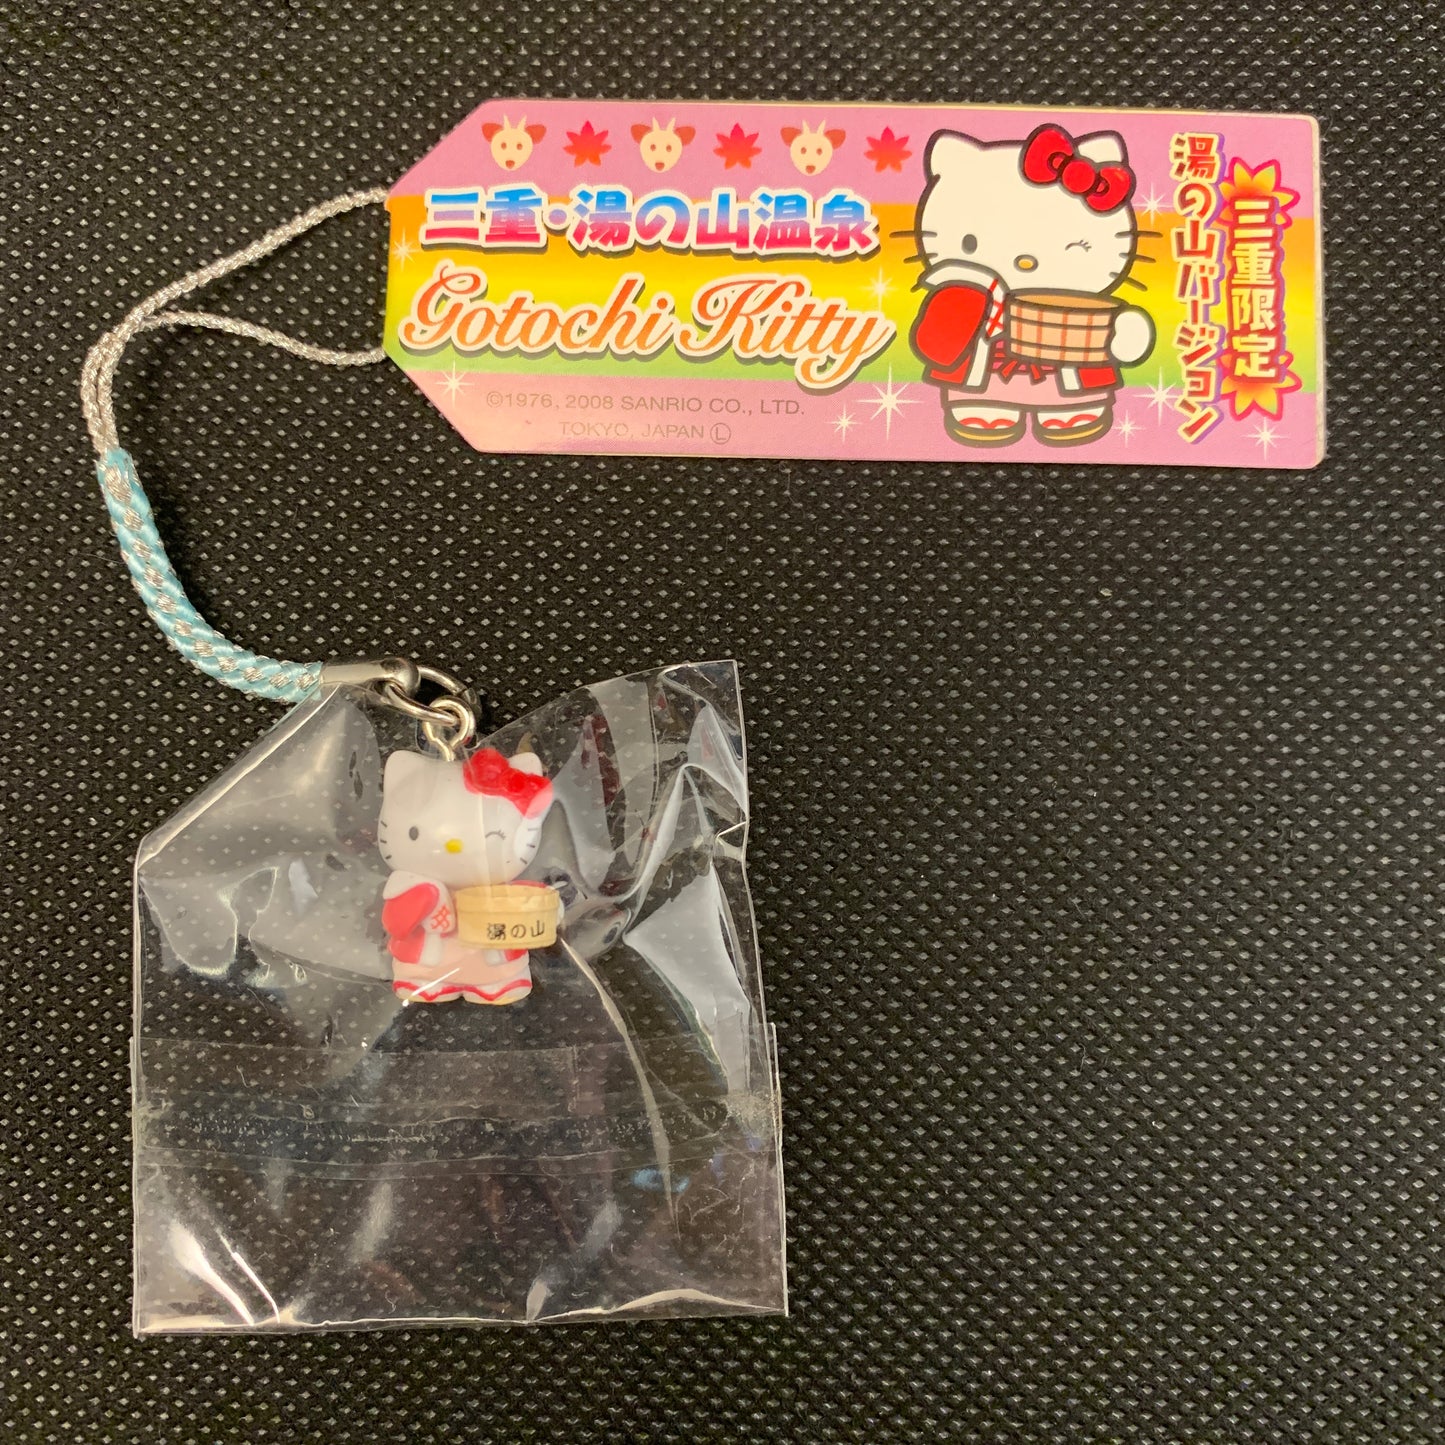 三重・湯の山温泉
Gotochi Kitty
©1976, 2008 SANRIO CO., LTD.
TOKYO, JAPAN Ⓛ
三重限定
湯の山バージョン
湯の山